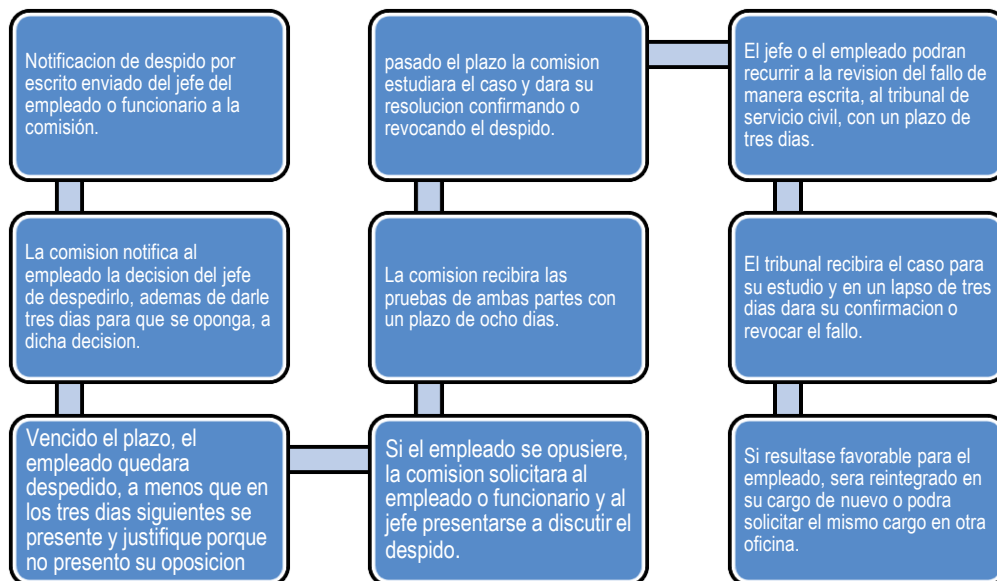 Notificacion de despido por
escrito enviado del jefe del
empleado o funcionario a la
comisión.
La comision notifica al
empleado la decision del jefe
de despedirlo, ademas de darle
tres dias para que se oponga, a
dicha decision.
Vencido el plazo, el
empleado quedara
despedido, a menos que en
los tres dias siguientes se
presente y justifique porque
no presento su oposicion
Si el empleado se opusiere,
la comision solicitara al
empleado o funcionario y al
jefe presentarse a discutir el
despido.
La comision recibira las
pruebas de ambas partes con
un plazo de ocho dias.
pasado el plazo la comision
estudiara el caso y dara su
resolucion confirmando o
revocando el despido.
El jefe o el empleado podran
recurrir a la revision del fallo de
manera escrita, al tribunal de
servicio civil, con un plazo de
tres dias.
El tribunal recibira el caso para
su estudio y en un lapso de tres
dias dara su confirmacion o
revocar el fallo.
Si resultase favorable para el
empleado, sera reintegrado en
su cargo de nuevo o podra
solicitar el mismo cargo en otra
oficina.